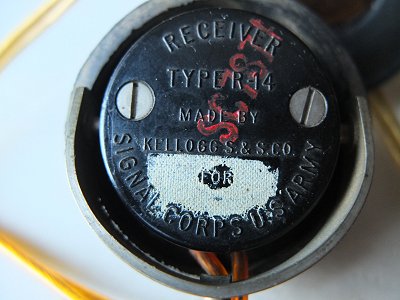 RECEIVER
TYPE R-14
MADE BY
KELLOGG S. & S. CO.
FOR
SIGNAL CORPS U.S. ARMY